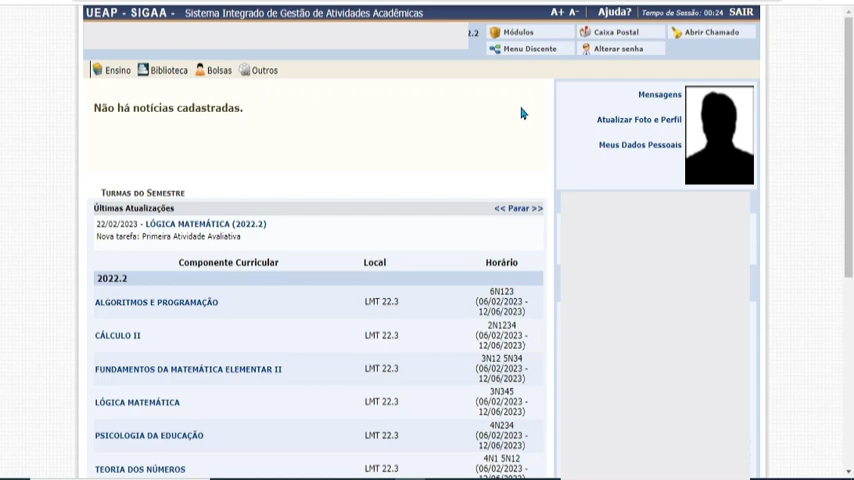 UEAP - SIGAA - Sistema Integrado de Gestão de Atividades Acadêmicas A+ A- Ajuda? Tempo de Sessão: 00:24 SAIR
2.2 Módulos Caixa Postal Abrir Chamado
Menu Discente Alterar senha
Ensino Biblioteca Bolsas Outros
Não há notícias cadastradas.
Mensagens
Atualizar Foto e Perfil
Meus Dados Pessoais
TURMAS DO SEMESTRE
Últimas Atualizações << Parar >>
22/02/2023 - LÓGICA MATEMÁTICA (2022.2)
Nova tarefa: Primeira Atividade Avaliativa
Componente Curricular Local Horário
2022.2
ALGORITMOS E PROGRAMAÇÃO LMT 22.3 6N123 (06/02/2023 - 12/06/2023)
CÁLCULO II LMT 22.3 2N1234 (06/02/2023 - 12/06/2023)
FUNDAMENTOS DA MATEMÁTICA ELEMENTAR II LMT 22.3 3N12 5N34 (06/02/2023 - 12/06/2023)
LÓGICA MATEMÁTICA LMT 22.3 3N345 (06/02/2023 - 12/06/2023)
PSICOLOGIA DA EDUCAÇÃO LMT 22.3 4N234 (06/02/2023 - 12/06/2023)
TEORIA DOS NÚMEROS LMT 22.3 4N1 5N12 (06/02/2023 -